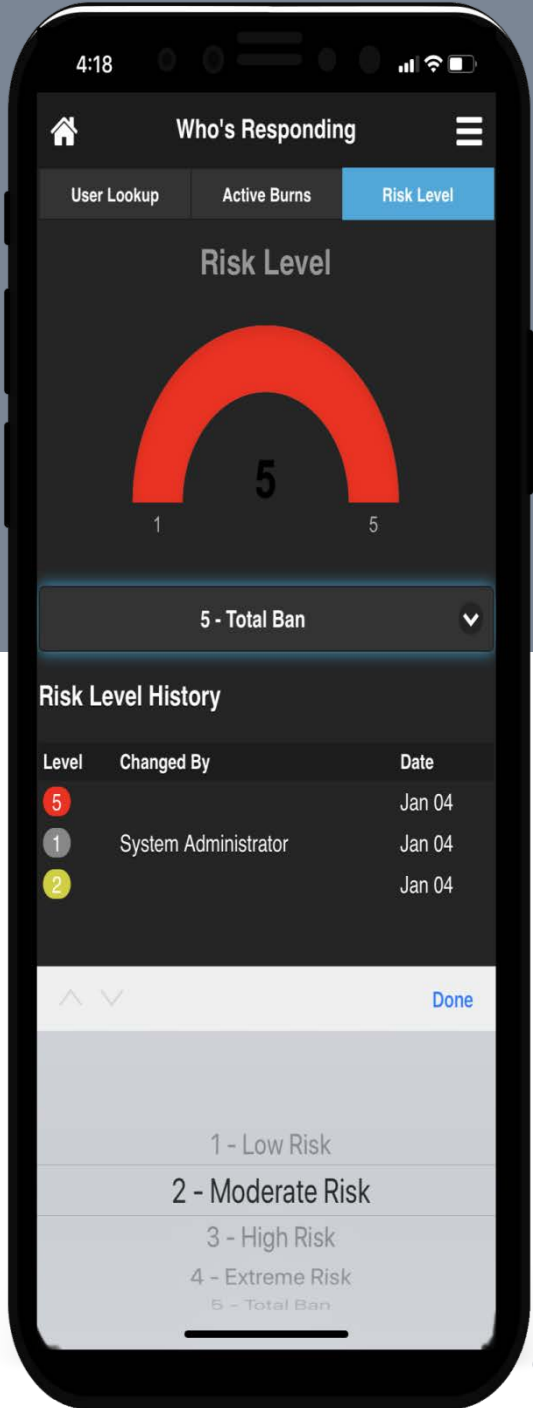 4:18
Who's Responding
User Lookup Active Burns Risk Level
Risk Level
5
1 5
5 - Total Ban
Risk Level History
Level Changed By Date
5 Jan 04
1 System Administrator Jan 04
2 Jan 04
Done
1 - Low Risk
2 - Moderate Risk
3 - High Risk
4 - Extreme Risk
5 - Total Ban